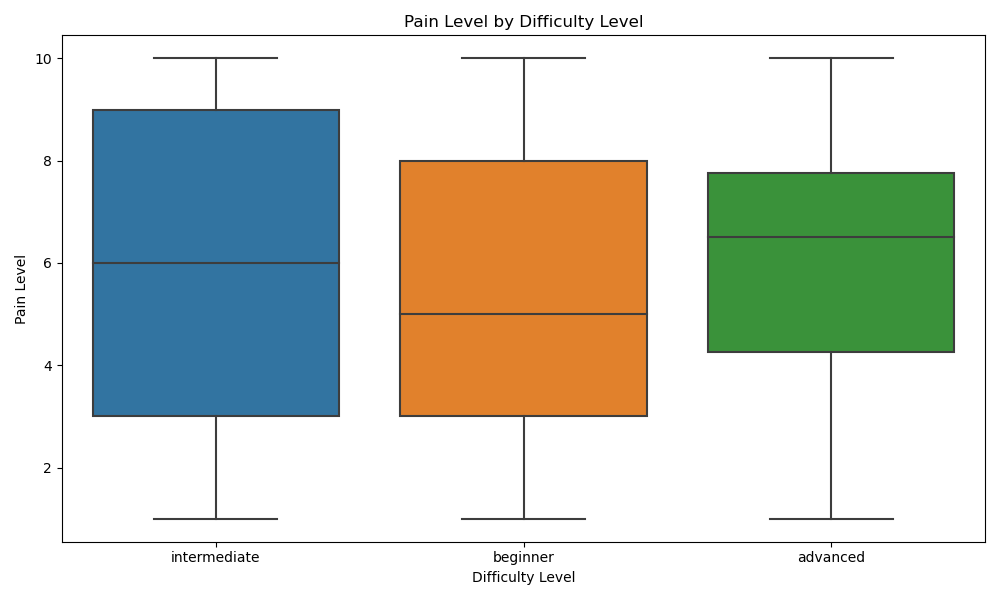 Pain Level by Difficulty Level
Pain Level
10
8
6
4
2
intermediate beginner advanced
Difficulty Level